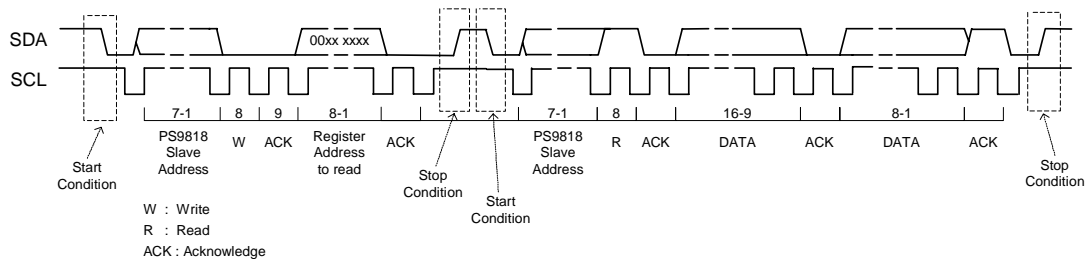 SDA
00xx xxxx
SCL
7-1 8 9 8-1 7-1 8 16-9 8-1
PS9818 Slave Address
W
ACK
Register Address to read
ACK
PS9818 Slave Address
R
ACK
DATA
ACK
DATA
ACK
Start Condition
Stop Condition
Start Condition
Stop Condition
W : Write
R : Read
ACK : Acknowledge